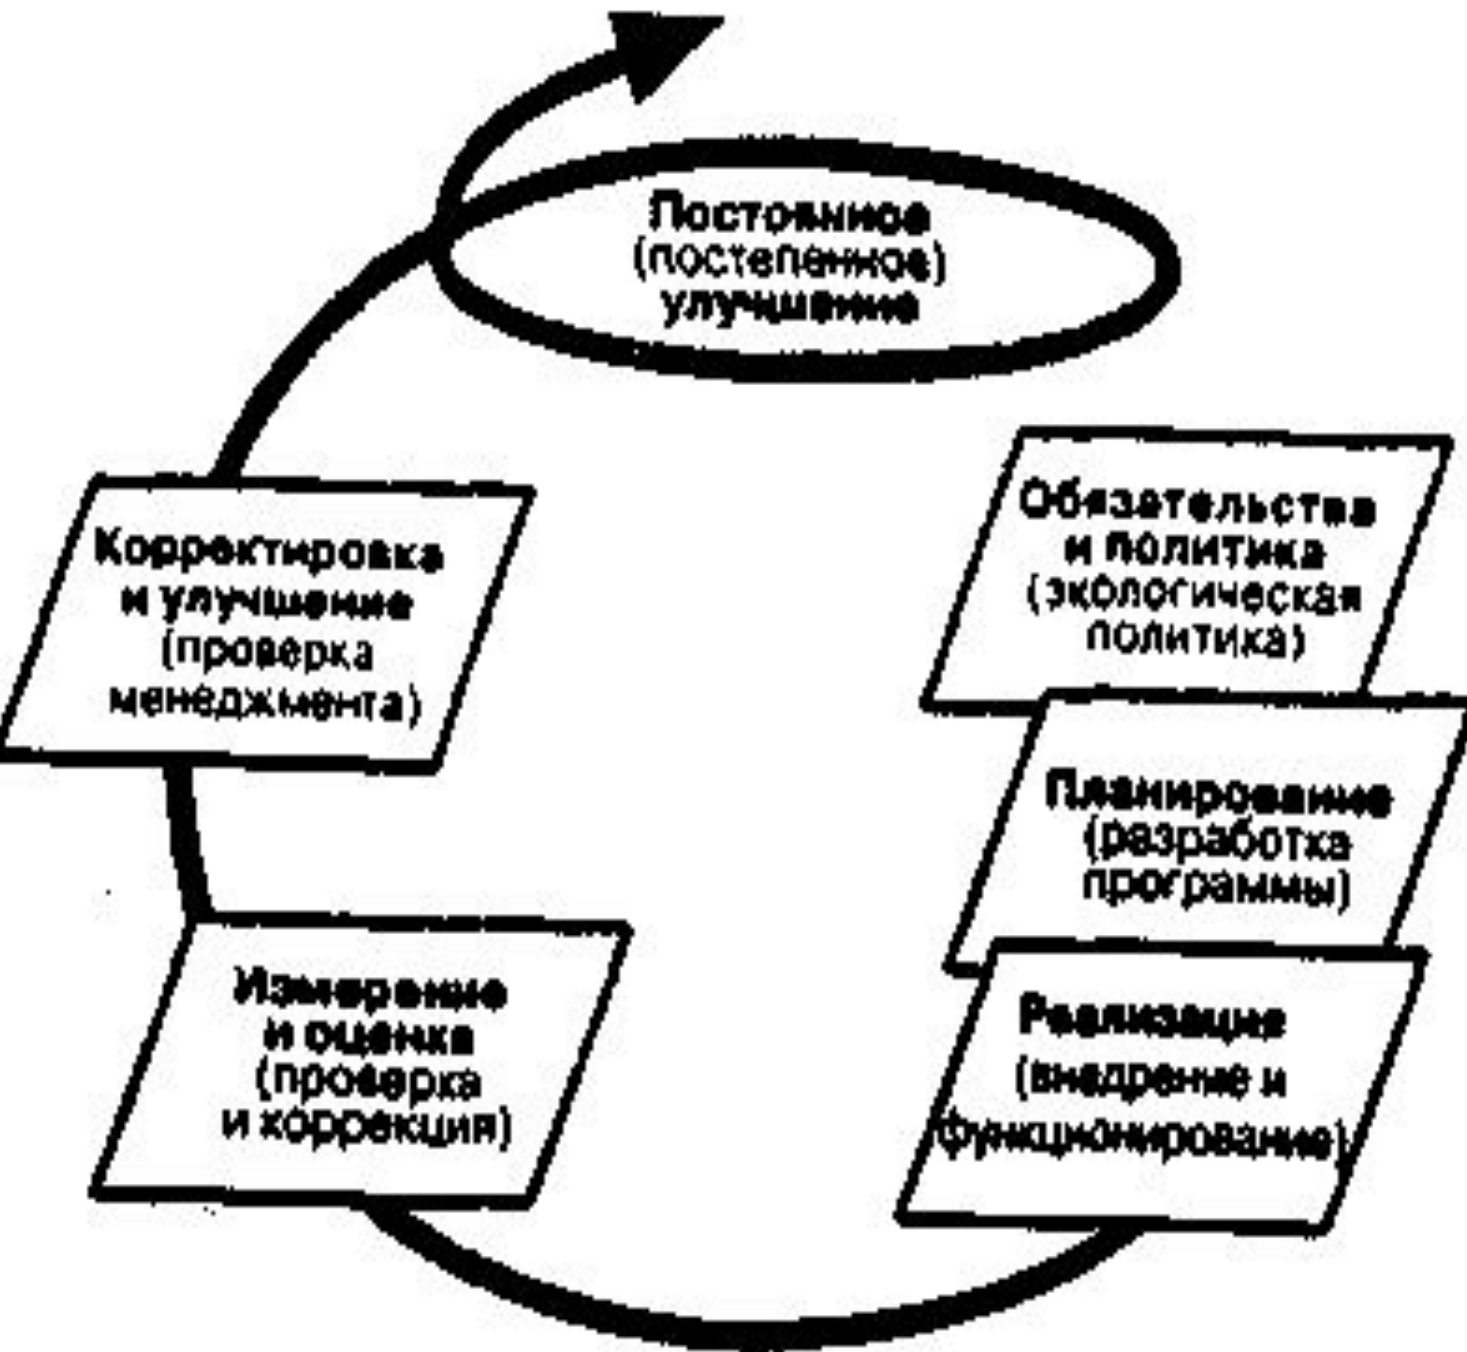 Постоянное
(постепенное)
улучшение
Обязательства
и политика
(экологическая
политика)
Планирование
(разработка
программы)
Реализация
(внедрение и
функционирование)
Измерение
и оценка
(проверка
и коррекция)
Корректировка
и улучшение
(проверка
менеджмента)